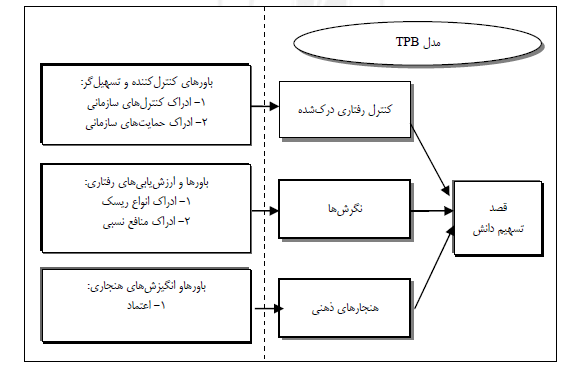 مدل TPB
باورهای کنترل‌کننده و تسهیل‌گر:
۱- ادراک کنترل‌های سازمانی
۲- ادراک حمایت‌های سازمانی
کنترل رفتاری درک‌شده
باورها و ارزش‌یابی‌های رفتاری:
۱- ادراک انواع ریسک
۲- ادراک منافع نسبی
نگرش‌ها
قصد
تسهیم دانش
باورهاو انگیزش‌های هنجاری:
۱- اعتماد
هنجارهای ذهنی